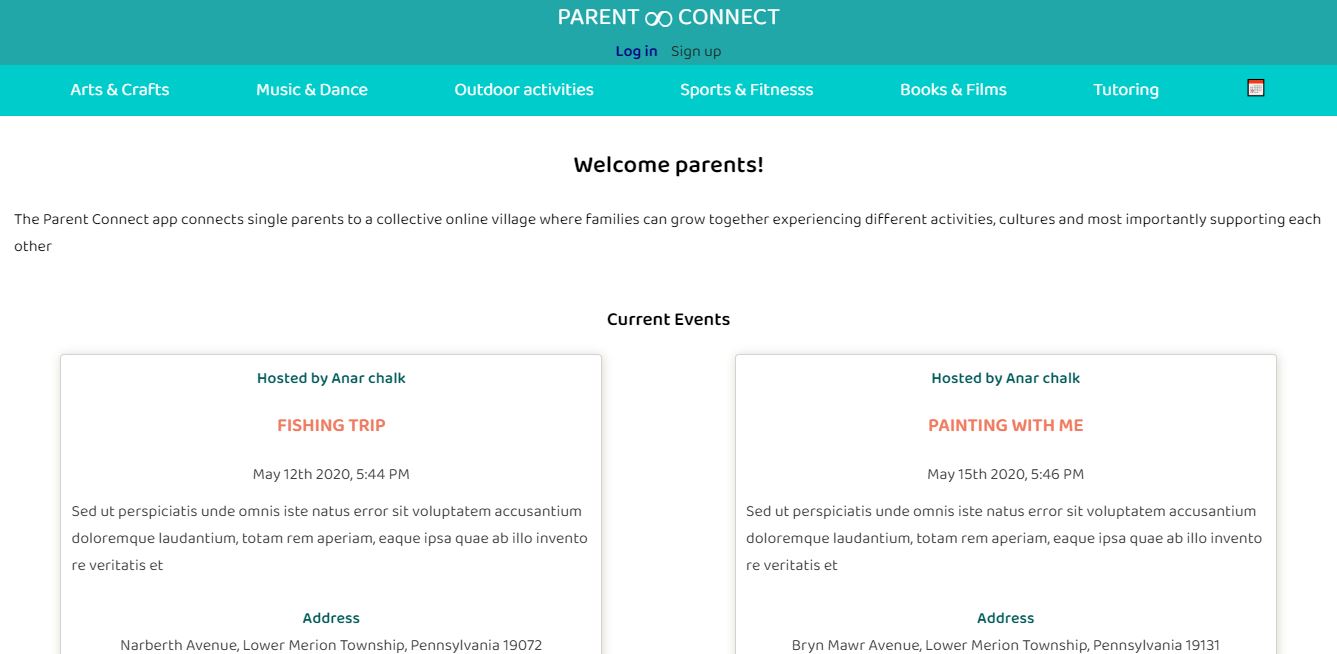 PARENT ∞ CONNECT
Log in Sign up
Arts & Crafts Music & Dance Outdoor activities Sports & Fitnesss Books & Films Tutoring
Welcome parents!
The Parent Connect app connects single parents to a collective online village where families can grow together experiencing different activities, cultures and most importantly supporting each
other
Current Events
Hosted by Anar chalk
FISHING TRIP
May 12th 2020, 5:44 PM
Sed ut perspiciatis unde omnis iste natus error sit voluptatem accusantium
doloremque laudantium, totam rem aperiam, eaque ipsa quae ab illo invento
re veritatis et
Address
Narberth Avenue, Lower Merion Township, Pennsylvania 19072
Hosted by Anar chalk
PAINTING WITH ME
May 15th 2020, 5:46 PM
Sed ut perspiciatis unde omnis iste natus error sit voluptatem accusantium
doloremque laudantium, totam rem aperiam, eaque ipsa quae ab illo invento
re veritatis et
Address
Bryn Mawr Avenue, Lower Merion Township, Pennsylvania 19131